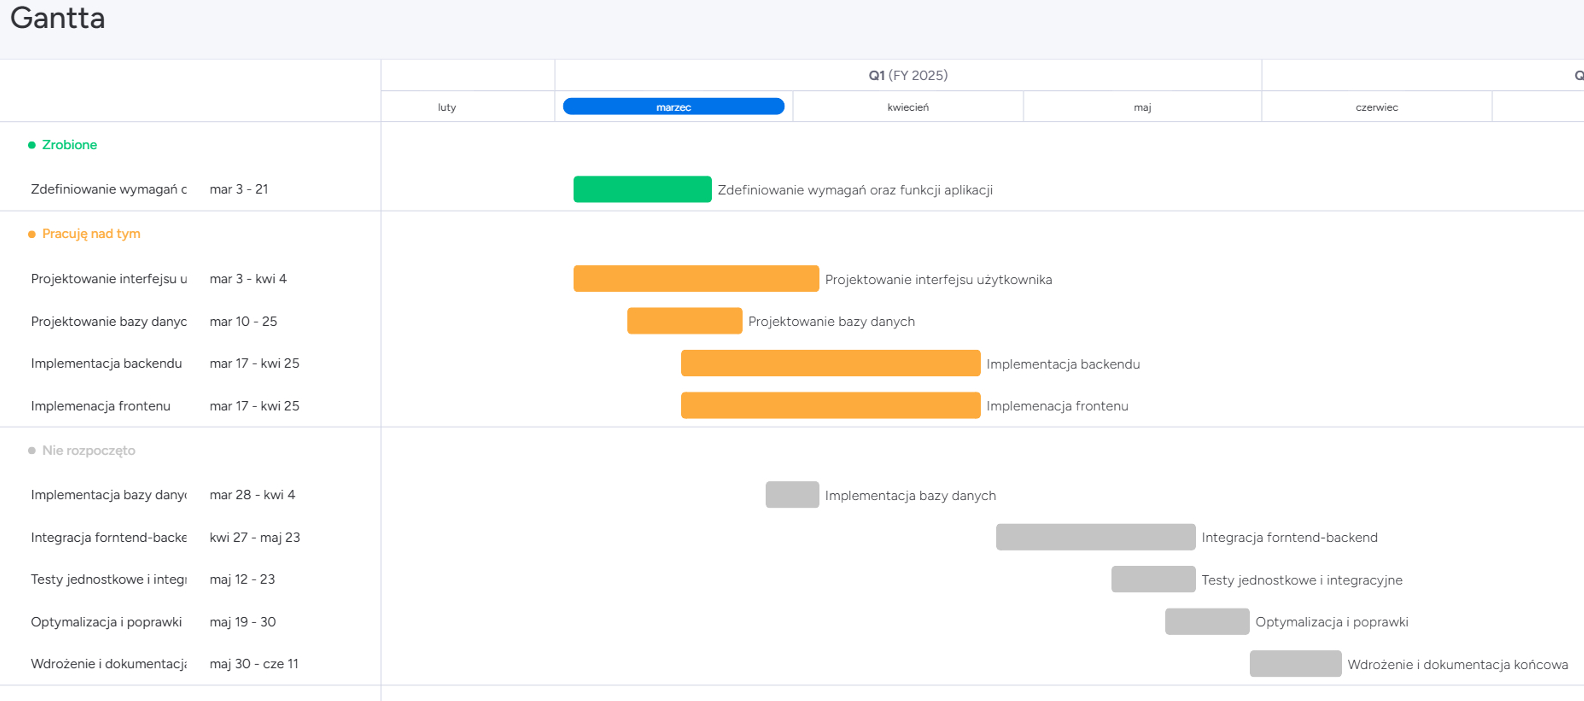 Gantta
Q1 (FY 2025)
Q
luty
marzec
kwiecień
maj
czerwiec
Zrobione
Zdefiniowanie wymagań o mar 3 - 21 Zdefiniowanie wymagań oraz funkcji aplikacji
Pracuję nad tym
Projektowanie interfejsu u mar 3 - kwi 4 Projektowanie interfejsu użytkownika
Projektowanie bazy danyc mar 10 - 25 Projektowanie bazy danych
Implementacja backendu mar 17 - kwi 25 Implementacja backendu
Implemenacja frontenu mar 17 - kwi 25 Implemenacja frontenu
Nie rozpoczęto
Implementacja bazy danyc mar 28 - kwi 4 Implementacja bazy danych
Integracja forntend-backe kwi 27 - maj 23 Integracja forntend-backend
Testy jednostkowe i integr maj 12 - 23 Testy jednostkowe i integracyjne
Optymalizacja i poprawki maj 19 - 30 Optymalizacja i poprawki
Wdrożenie i dokumentacja maj 30 - cze 11 Wdrożenie i dokumentacja końcowa